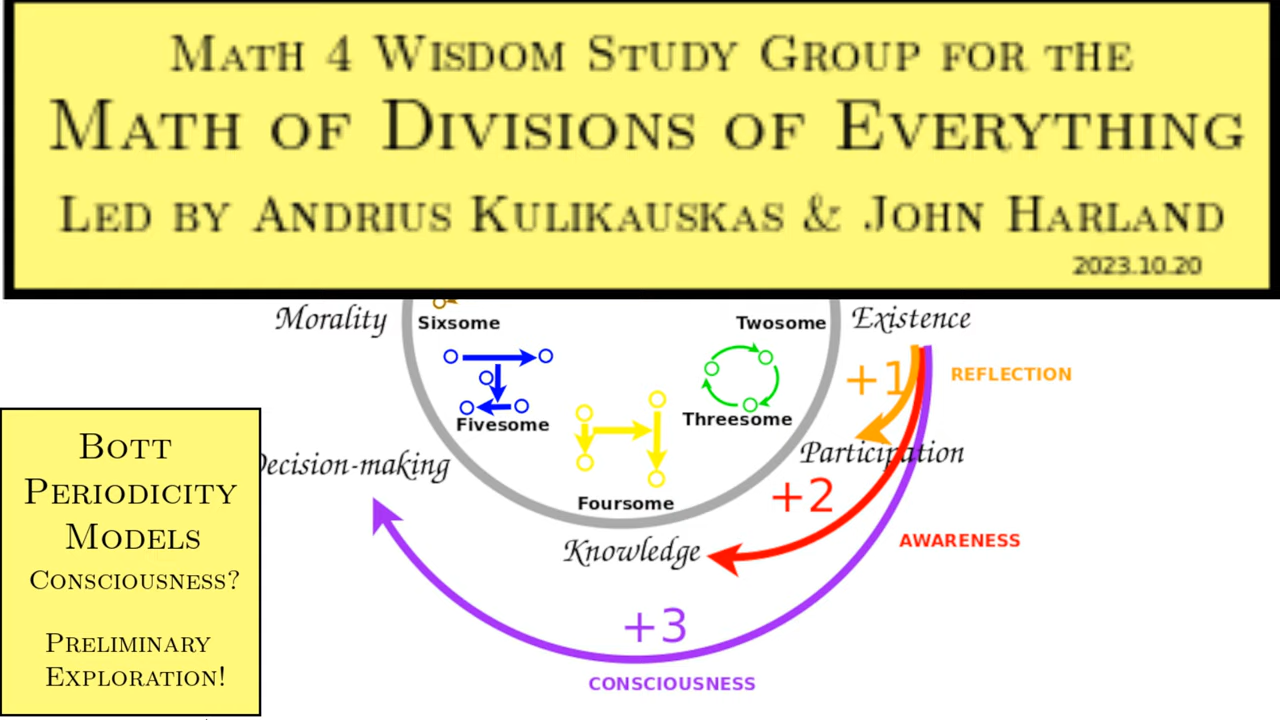 Math 4 Wisdom Study Group for the
Math of Divisions of Everything
Led by Andrius Kulikauskas & John Harland
2023.10.20
Morality
Sixsome
Twosome
Existence
+1
REFLECTION
Threesome
Fivesome
Participation
Decision-making
+2
Foursome
Knowledge
AWARENESS
+3
CONSCIOUSNESS
Bott
Periodicity
Models
Consciousness?
Preliminary
Exploration!